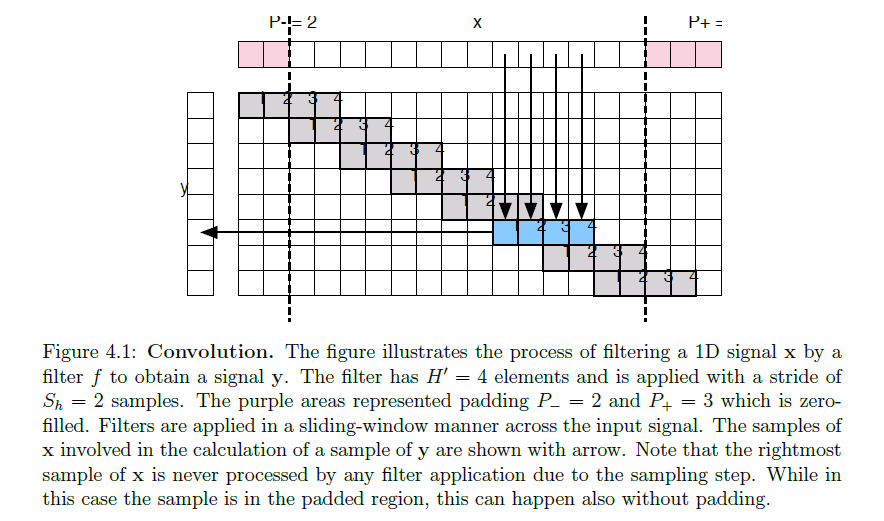 P-= 2 x P+ =
1 2 3 4
1 2 3 4
1 2 3 4
1 2 3 4
y 1 2
1 2 3 4
1 2 3 4
1 2 3 4
Figure 4.1: Convolution. The figure illustrates the process of filtering a 1D signal x by a
filter f to obtain a signal y. The filter has H′ = 4 elements and is applied with a stride of
Sₕ = 2 samples. The purple areas represented padding P₋ = 2 and P₊ = 3 which is zero-
filled. Filters are applied in a sliding-window manner across the input signal. The samples of
x involved in the calculation of a sample of y are shown with arrow. Note that the rightmost
sample of x is never processed by any filter application due to the sampling step. While in
this case the sample is in the padded region, this can happen also without padding.